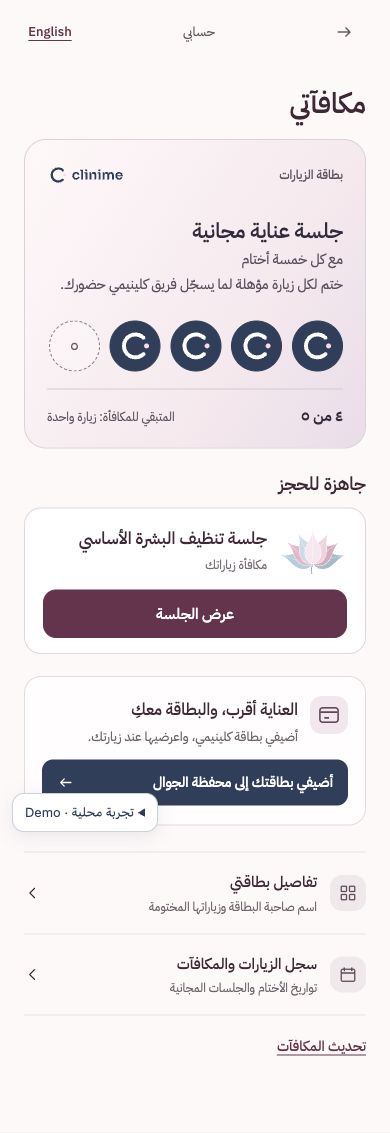 حسابي
English
مكافآتي
بطاقة الزيارات
clinime
جلسة عناية مجانية
مع كل خمسة أختام
ختم لكل زيارة مؤهلة لما يسجّل فريق كلينيمي حضورك.
٥
٤ من ٥
المتبقي للمكافأة: زيارة واحدة
جاهزة للحجز
جلسة تنظيف البشرة الأساسي
مكافأة زياراتك
عرض الجلسة
العناية أقرب، والبطاقة معكِ
أضيفي بطاقة كلينيمي، واعرضيها عند زيارتك.
أضيفي بطاقتك إلى محفظة الجوال
تجربة محلية · Demo
تفاصيل بطاقتي
اسم صاحبة البطاقة وزياراتها المختومة
سجل الزيارات والمكافآت
تواريخ الأختام والجلسات المجانية
تحديث المكافآت